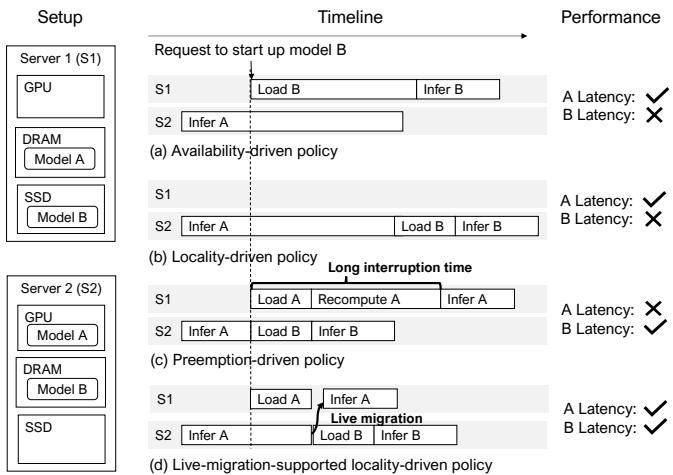 Setup
Timeline
Performance
Server 1 (S1)
GPU
DRAM
Model A
SSD
Model B
Server 2 (S2)
GPU
Model A
DRAM
Model B
SSD
Request to start up model B
S1 Load B Infer B
S2 Infer A
(a) Availability-driven policy
A Latency: ✓
B Latency: ✕
S1
S2 Infer A Load B Infer B
(b) Locality-driven policy
A Latency: ✓
B Latency: ✕
Long interruption time
S1 Load A Recompute A Infer A
S2 Infer A Load B Infer B
(c) Preemption-driven policy
A Latency: ✕
B Latency: ✓
S1 Load A Infer A
Live migration
S2 Infer A Load B Infer B
(d) Live-migration-supported locality-driven policy
A Latency: ✓
B Latency: ✓